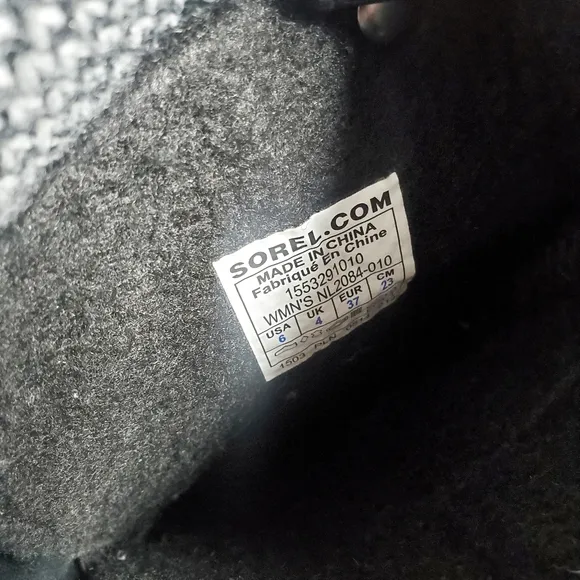 SOREL.COM
MADE IN CHINA
Fabriqué En Chine
1553291010
WMN'S NL2084-010
USA UK EUR CM
6 4 37 23
1503